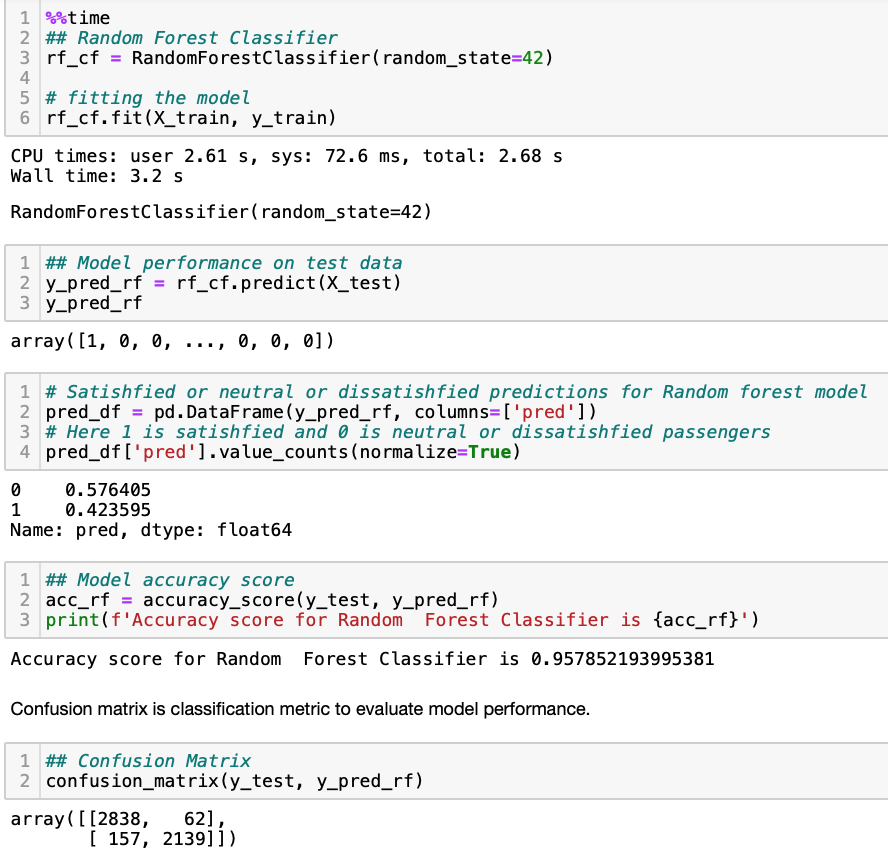 1 %%time
2 ## Random Forest Classifier
3 rf_cf = RandomForestClassifier(random_state=42)
4
5 # fitting the model
6 rf_cf.fit(X_train, y_train)
CPU times: user 2.61 s, sys: 72.6 ms, total: 2.68 s
Wall time: 3.2 s
RandomForestClassifier(random_state=42)
1 ## Model performance on test data
2 y_pred_rf = rf_cf.predict(X_test)
3 y_pred_rf
array([1, 0, 0, ..., 0, 0, 0])
1 # Satishfied or neutral or dissatishfied predictions for Random forest model
2 pred_df = pd.DataFrame(y_pred_rf, columns=['pred'])
3 # Here 1 is satishfied and 0 is neutral or dissatishfied passengers
4 pred_df['pred'].value_counts(normalize=True)
0    0.576405
1    0.423595
Name: pred, dtype: float64
1 ## Model accuracy score
2 acc_rf = accuracy_score(y_test, y_pred_rf)
3 print(f'Accuracy score for Random  Forest Classifier is {acc_rf}')
Accuracy score for Random  Forest Classifier is 0.957852193995381
Confusion matrix is classification metric to evaluate model performance.
1 ## Confusion Matrix
2 confusion_matrix(y_test, y_pred_rf)
array([[2838,   62],
       [ 157, 2139]])